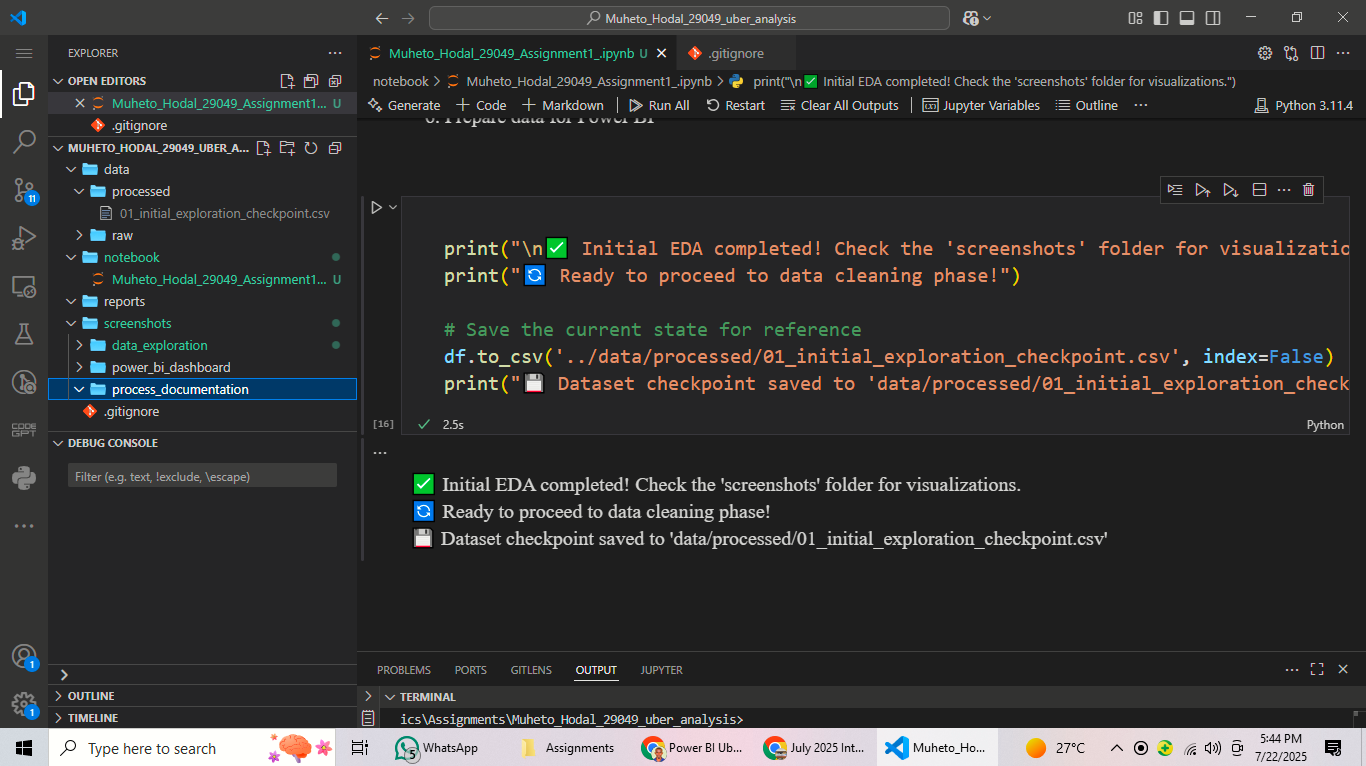 Muheto_Hodal_29049_uber_analysis
EXPLORER
OPEN EDITORS
Muheto_Hodal_29049_Assignment1... U
.gitignore
MUHETO_HODAL_29049_UBER_A...
data
processed
01_initial_exploration_checkpoint.csv
raw
notebook
Muheto_Hodal_29049_Assignment1... U
reports
screenshots
data_exploration
power_bi_dashboard
process_documentation
.gitignore
DEBUG CONSOLE
Filter (e.g. text, !exclude, \escape)
OUTLINE
TIMELINE
11
CODE
GPT
1
1
Muheto_Hodal_29049_Assignment1_.ipynb U
.gitignore
notebook > Muheto_Hodal_29049_Assignment1_.ipynb > print("\n✅ Initial EDA completed! Check the 'screenshots' folder for visualizations.")
Generate + Code + Markdown Run All Restart Clear All Outputs Jupyter Variables Outline ... Python 3.11.4
6. Prepare data for Power BI
print("\n✅ Initial EDA completed! Check the 'screenshots' folder for visualizatio
print("🔄 Ready to proceed to data cleaning phase!")
# Save the current state for reference
df.to_csv('../data/processed/01_initial_exploration_checkpoint.csv', index=False)
print("💾 Dataset checkpoint saved to 'data/processed/01_initial_exploration_check
[16] ✓ 2.5s Python
✅ Initial EDA completed! Check the 'screenshots' folder for visualizations.
🔄 Ready to proceed to data cleaning phase!
💾 Dataset checkpoint saved to 'data/processed/01_initial_exploration_checkpoint.csv'
PROBLEMS PORTS GITLENS OUTPUT JUPYTER
TERMINAL
ics\Assignments\Muheto_Hodal_29049_uber_analysis>
Type here to search
5
WhatsApp
Assignments
Power BI Ub...
July 2025 Int...
Muheto_Ho...
27°C
5:44 PM
7/22/2025